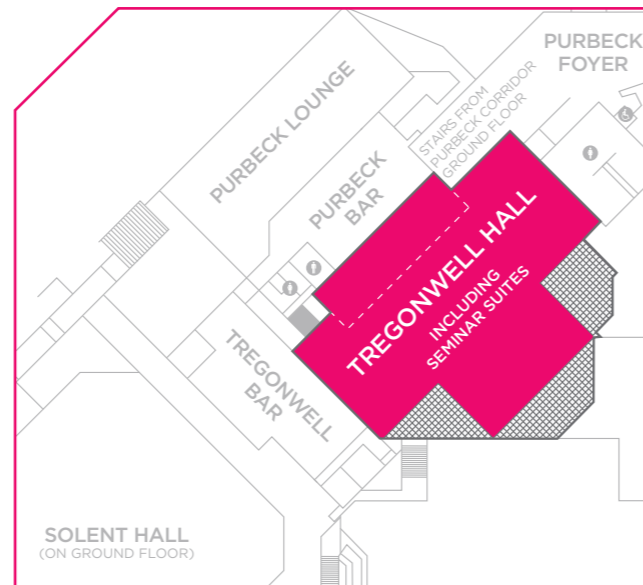 PURBECK
FOYER
PURBECK LOUNGE
STAIRS FROM
PURBECK CORRIDOR
GROUND FLOOR
PURBECK
BAR
TREGONWELL HALL
INCLUDING
SEMINAR SUITES
TREGONWELL
BAR
SOLENT HALL
(ON GROUND FLOOR)